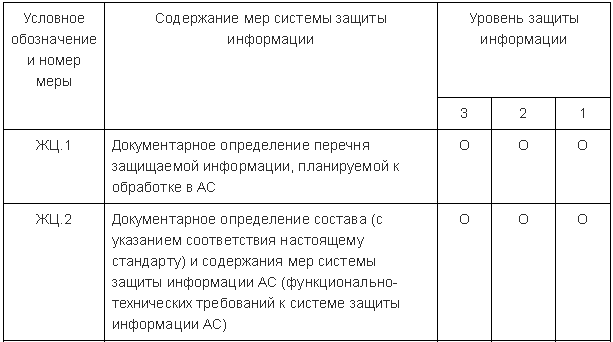 Условное
обозначение
и номер
меры
Содержание мер системы защиты
информации
Уровень защиты
информации
3 2 1
ЖЦ.1
Документарное определение перечня
защищаемой информации, планируемой к
обработке в АС
О О О
ЖЦ.2
Документарное определение состава (с
указанием соответствия настоящему
стандарту) и содержания мер системы
защиты информации АС (функционально-
технических требований к системе защиты
информации АС)
О О О